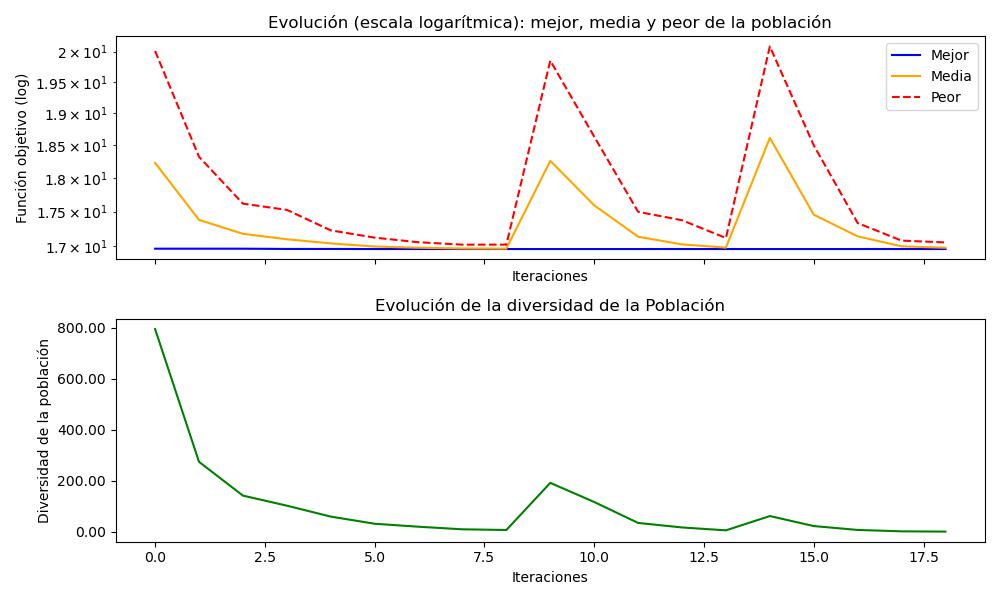 Evolución (escala logarítmica): mejor, media y peor de la población
Función objetivo (log)
2 × 10¹
1.95 × 10¹
1.9 × 10¹
1.85 × 10¹
1.8 × 10¹
1.75 × 10¹
1.7 × 10¹
Mejor
Media
Peor
Iteraciones
Evolución de la diversidad de la Población
Diversidad de la población
800.00
600.00
400.00
200.00
0.00
0.0 2.5 5.0 7.5 10.0 12.5 15.0 17.5
Iteraciones